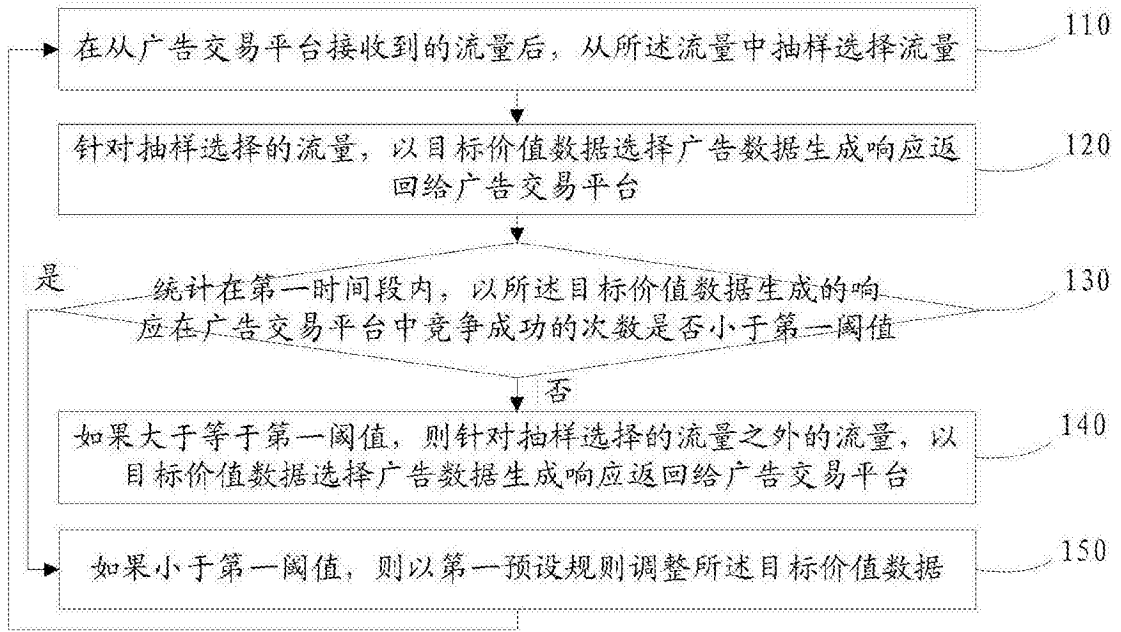 在从广告交易平台接收到的流量后，从所述流量中抽样选择流量
110
针对抽样选择的流量，以目标价值数据选择广告数据生成响应返
回给广告交易平台
120
是
统计在第一时间段内，以所述目标价值数据生成的响
应在广告交易平台中竞争成功的次数是否小于第一阈值
130
否
如果大于等于第一阈值，则针对抽样选择的流量之外的流量，以
目标价值数据选择广告数据生成响应返回给广告交易平台
140
如果小于第一阈值，则以第一预设规则调整所述目标价值数据
150